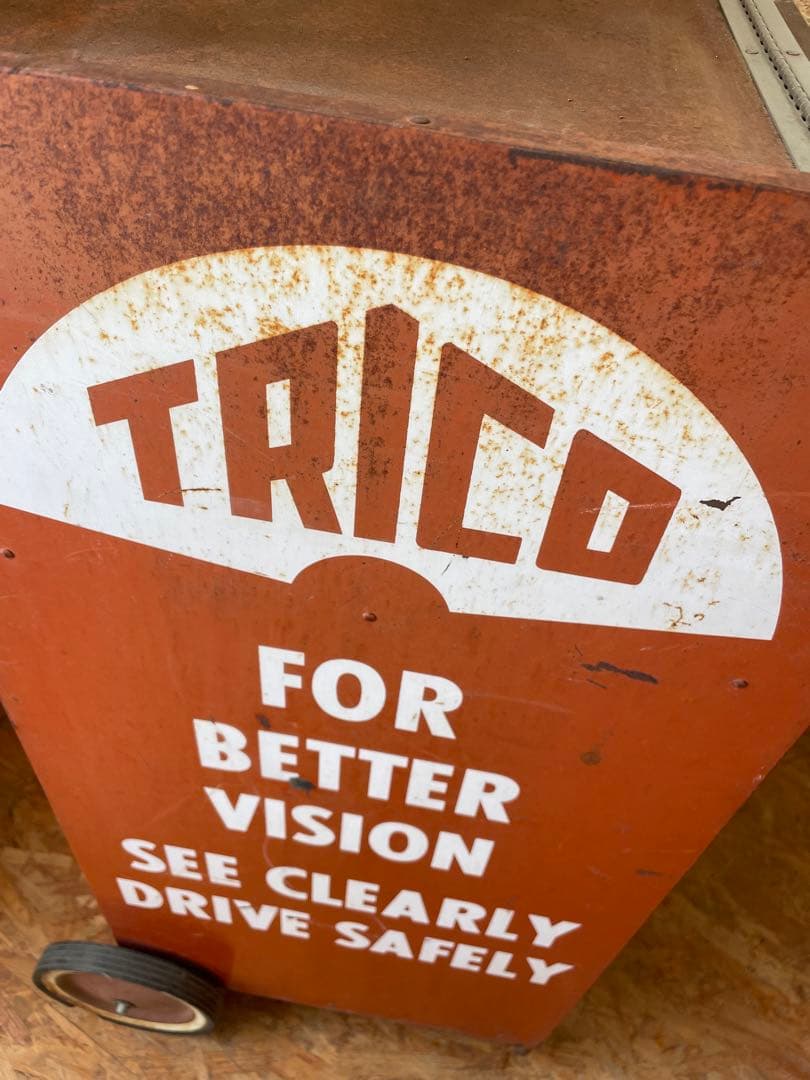 TRICO
FOR
BETTER
VISION
SEE CLEARLY
DRIVE SAFELY